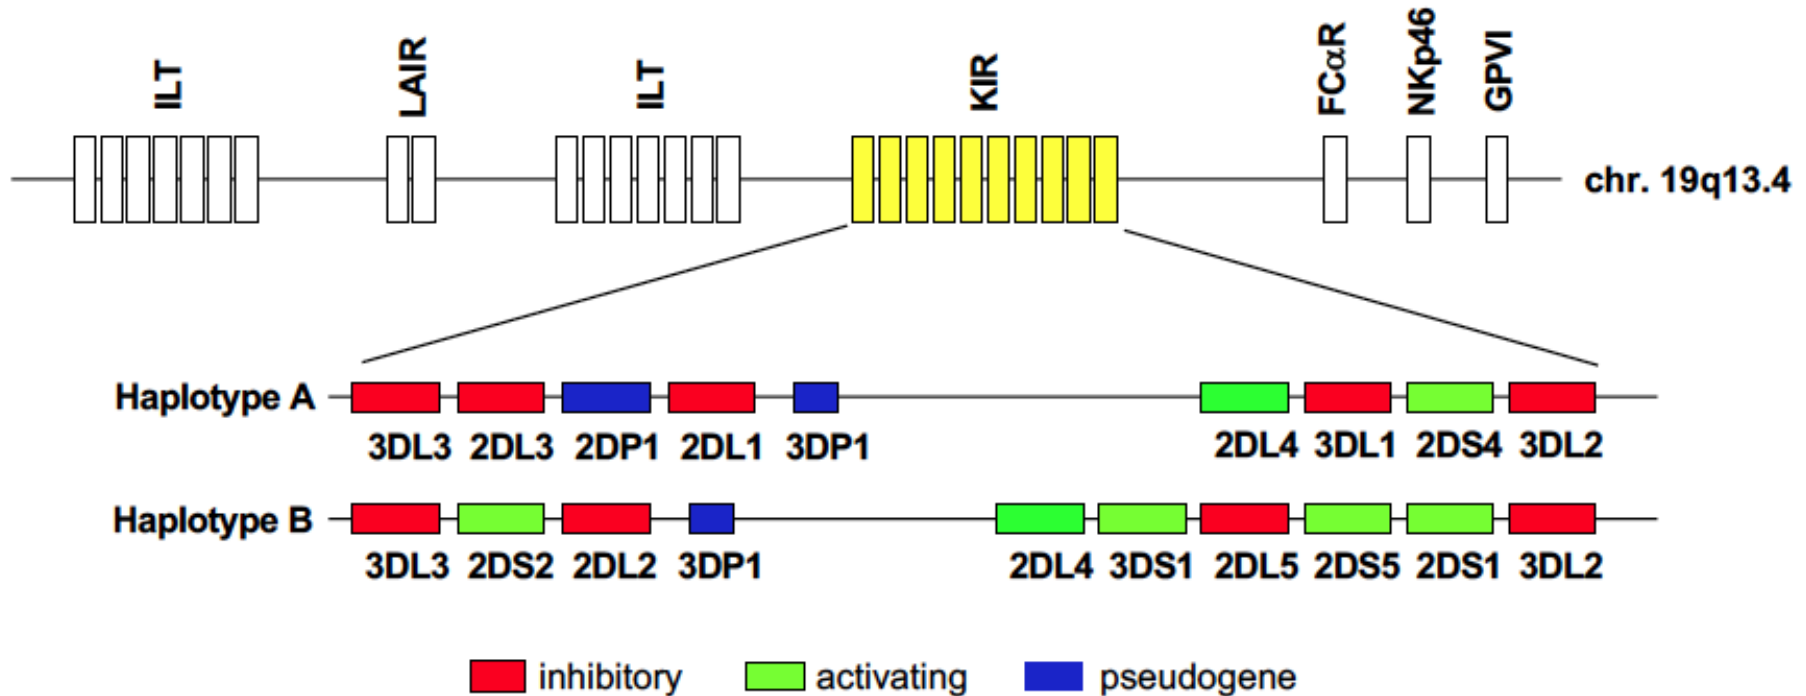 ILT LAIR ILT KIR FCαR NKp46 GPVI
chr. 19q13.4
Haplotype A
3DL3 2DL3 2DP1 2DL1 3DP1 2DL4 3DL1 2DS4 3DL2
Haplotype B
3DL3 2DS2 2DL2 3DP1 2DL4 3DS1 2DL5 2DS5 2DS1 3DL2
inhibitory activating pseudogene